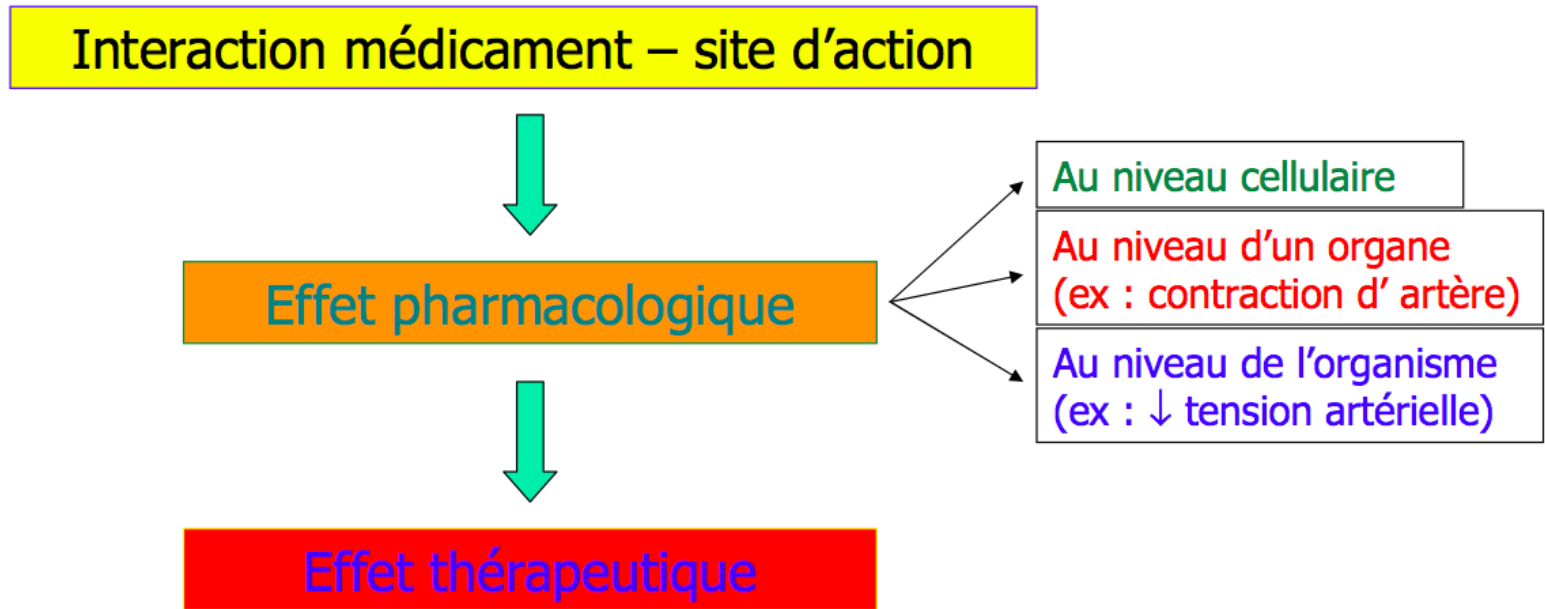 Interaction médicament – site d’action
Au niveau cellulaire
Au niveau d’un organe
(ex : contraction d’ artère)
Effet pharmacologique
Au niveau de l’organisme
(ex : ↓ tension artérielle)
Effet thérapeutique